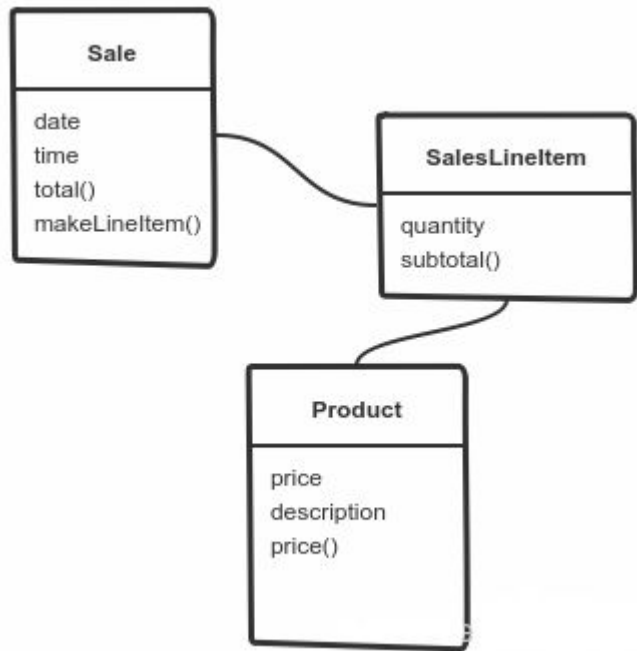 Sale
date
time
total()
makeLineItem()
SalesLineItem
quantity
subtotal()
Product
price
description
price()